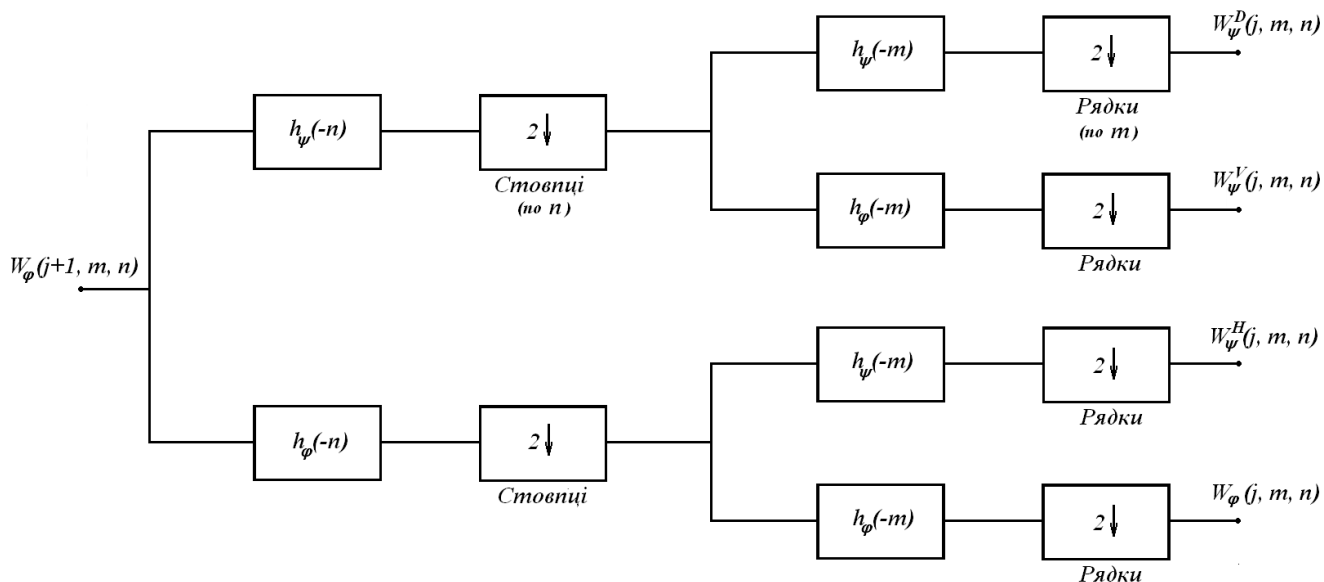 W_ψ^D(j, m, n)
h_ψ(-m)
2↓
Рядки
(по m)
h_ψ(-n)
2↓
Стовпці
(по n)
W_ψ^V(j, m, n)
h_φ(-m)
2↓
Рядки
W_φ(j+1, m, n)
W_ψ^H(j, m, n)
h_ψ(-m)
2↓
Рядки
h_φ(-n)
2↓
Стовпці
W_φ(j, m, n)
h_φ(-m)
2↓
Рядки